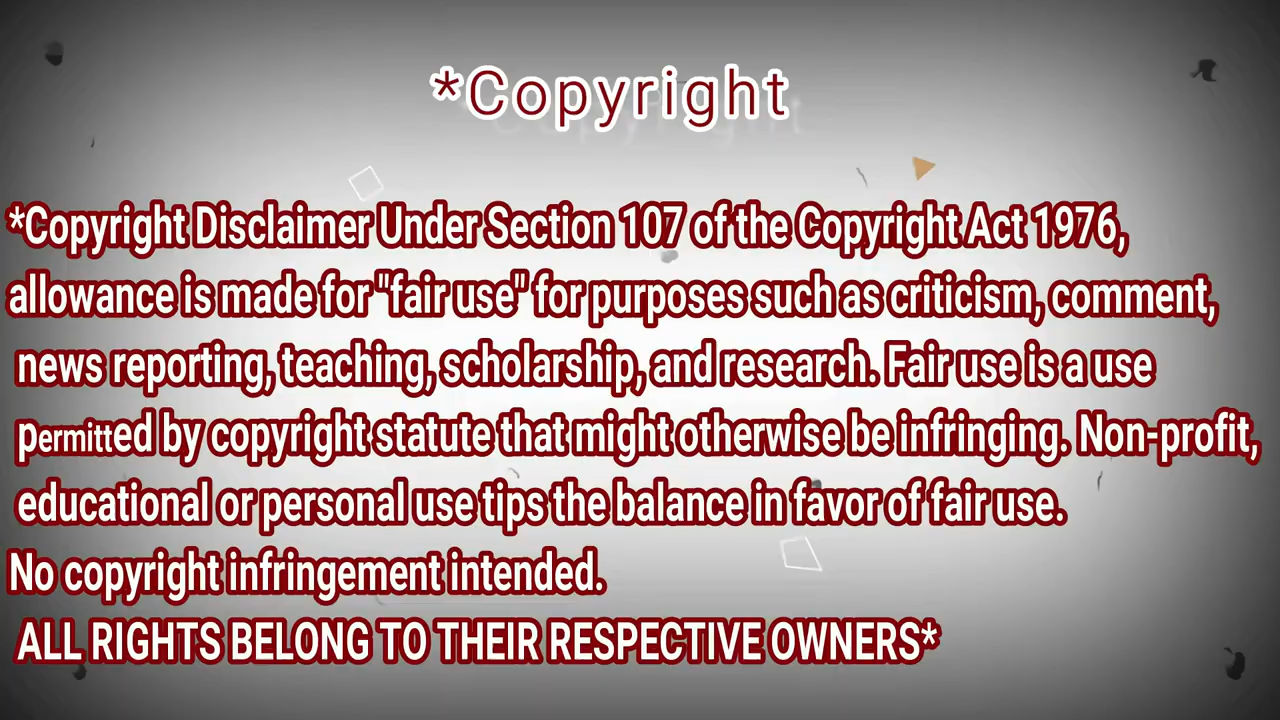 *Copyright
*Copyright Disclaimer Under Section 107 of the Copyright Act 1976,
allowance is made for "fair use" for purposes such as criticism, comment,
news reporting, teaching, scholarship, and research. Fair use is a use
permitted by copyright statute that might otherwise be infringing. Non-profit,
educational or personal use tips the balance in favor of fair use.
No copyright infringement intended.
ALL RIGHTS BELONG TO THEIR RESPECTIVE OWNERS*